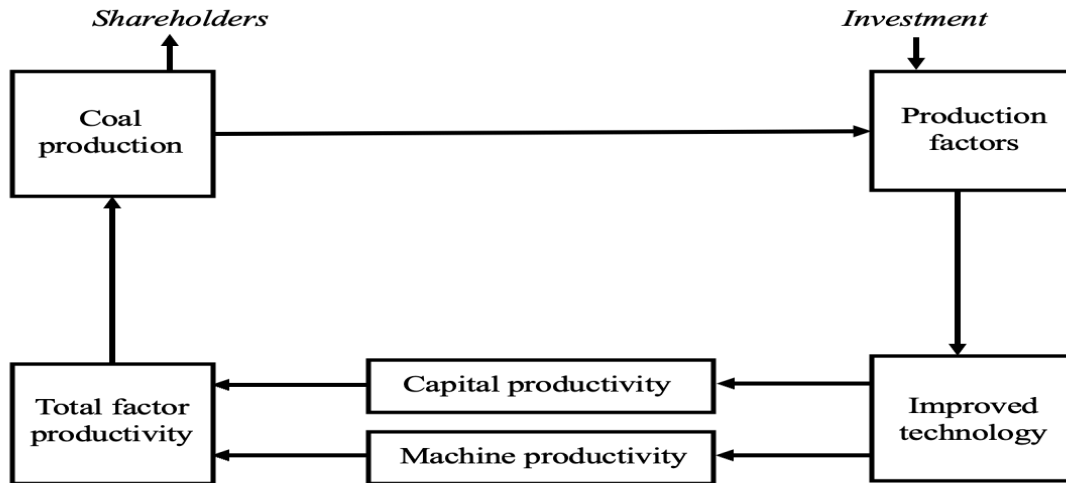 Shareholders
Investment
Coal
production
Production
factors
Capital productivity
Total factor
productivity
Improved
technology
Machine productivity